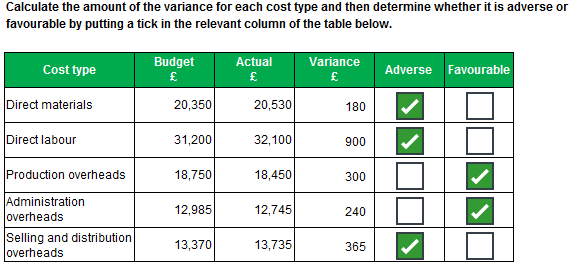 Calculate the amount of the variance for each cost type and then determine whether it is adverse or
favourable by putting a tick in the relevant column of the table below.
Cost type Budget £ Actual £ Variance £ Adverse Favourable
Direct materials 20,350 20,530 180
Direct labour 31,200 32,100 900
Production overheads 18,750 18,450 300
Administration
overheads 12,985 12,745 240
Selling and distribution
overheads 13,370 13,735 365